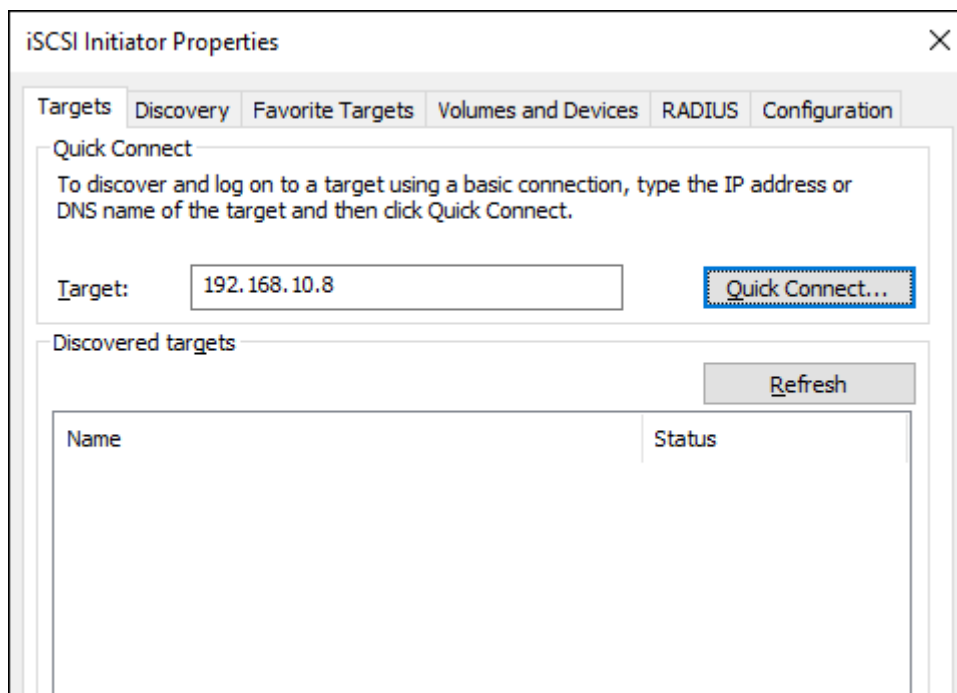 iSCSI Initiator Properties
Targets Discovery Favorite Targets Volumes and Devices RADIUS Configuration
Quick Connect
To discover and log on to a target using a basic connection, type the IP address or
DNS name of the target and then click Quick Connect.
Target: 192.168.10.8 Quick Connect...
Discovered targets
Refresh
Name Status